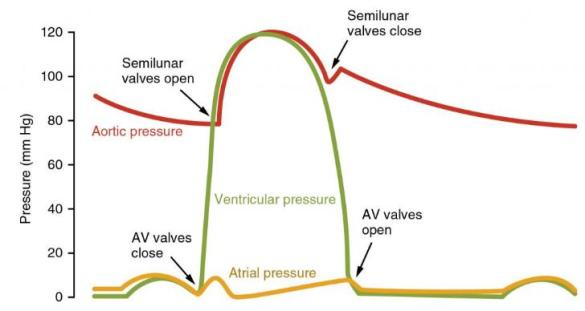 Semilunar
valves close
120
Semilunar
valves open
100
80
Aortic pressure
Pressure (mm Hg)
60
Ventricular pressure
40
AV valves
open
AV valves
close
20
Atrial pressure
0